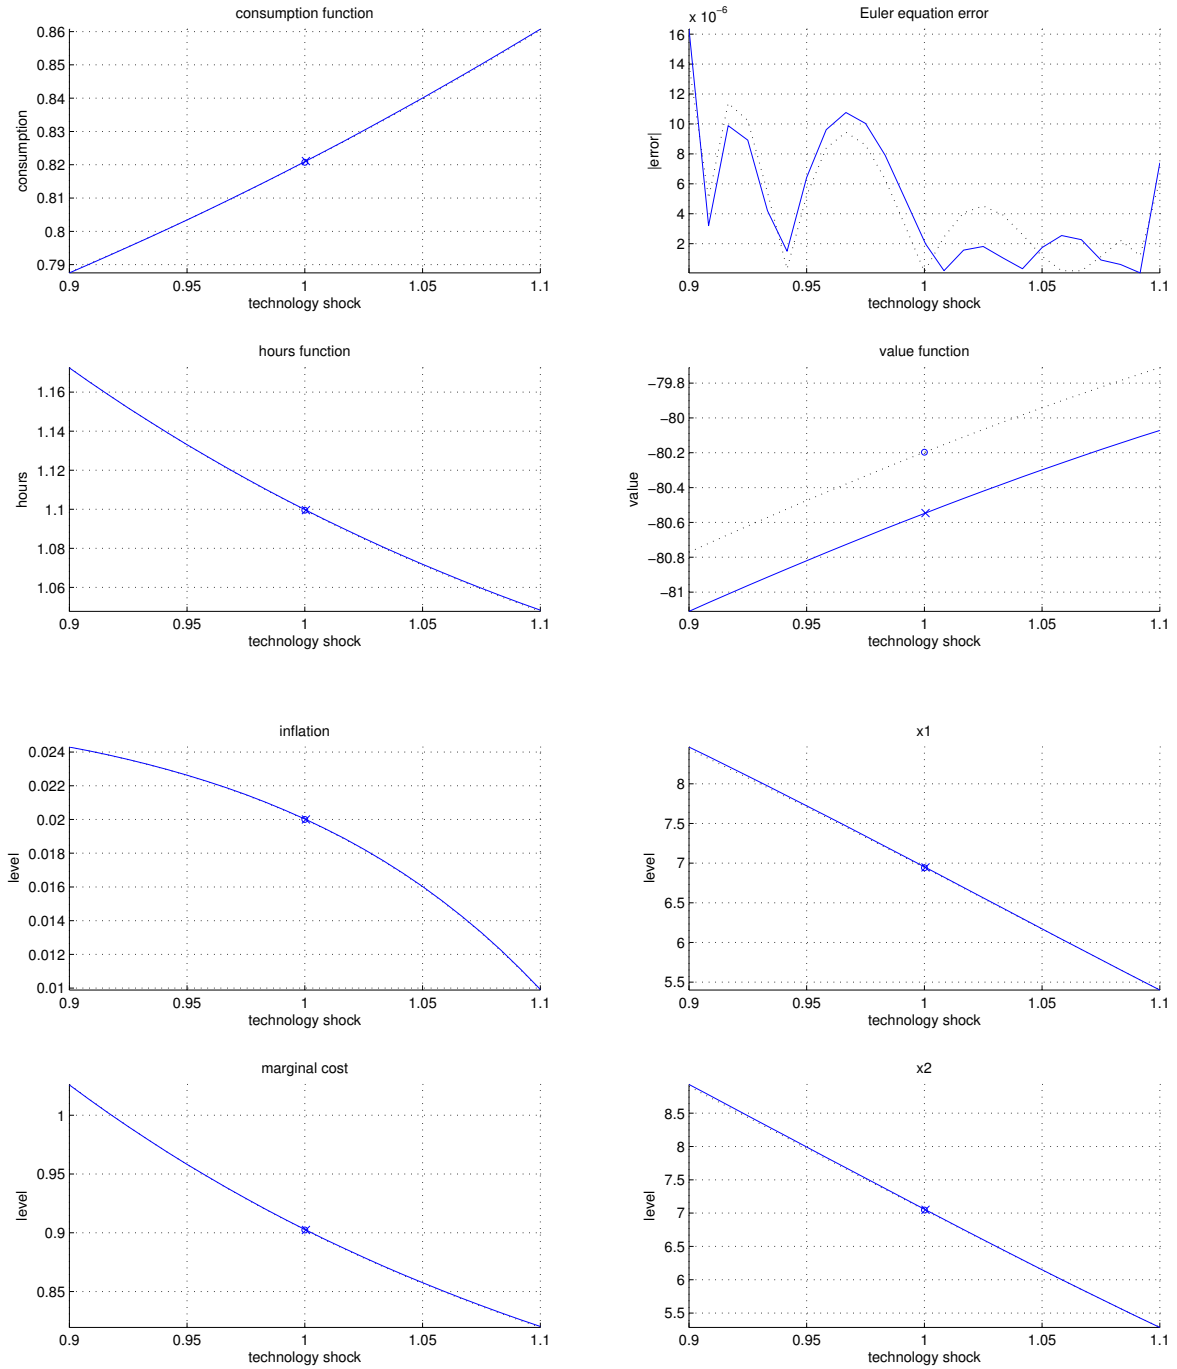 consumption function
0.86
0.85
0.84
0.83
0.82
0.81
0.8
0.79
consumption
0.9 0.95 1 1.05 1.1
technology shock
Euler equation error
x 10⁻⁶
16
14
12
10
8
6
4
2
|error|
0.9 0.95 1 1.05 1.1
technology shock
hours function
1.16
1.14
1.12
1.1
1.08
1.06
hours
0.9 0.95 1 1.05 1.1
technology shock
value function
−79.8
−80
−80.2
−80.4
−80.6
−80.8
−81
value
0.9 0.95 1 1.05 1.1
technology shock
inflation
0.024
0.022
0.02
0.018
0.016
0.014
0.012
0.01
level
0.9 0.95 1 1.05 1.1
technology shock
x1
8
7.5
7
6.5
6
5.5
level
0.9 0.95 1 1.05 1.1
technology shock
marginal cost
1
0.95
0.9
0.85
level
0.9 0.95 1 1.05 1.1
technology shock
x2
8.5
8
7.5
7
6.5
6
5.5
level
0.9 0.95 1 1.05 1.1
technology shock